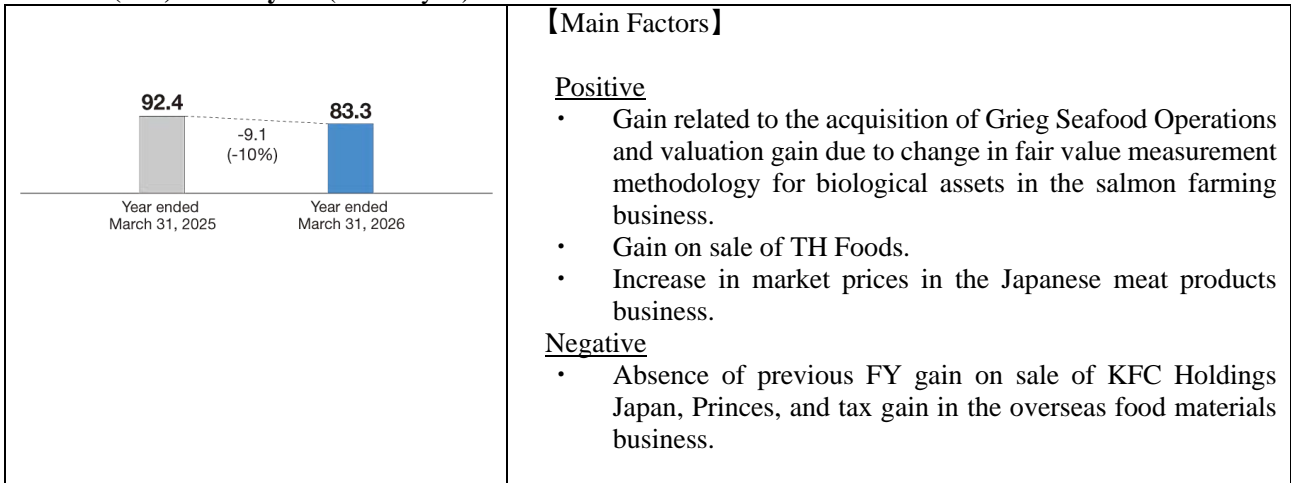 92.4
83.3
-9.1
(-10%)
Year ended
March 31, 2025
Year ended
March 31, 2026
【Main Factors】
Positive
・ Gain related to the acquisition of Grieg Seafood Operations
and valuation gain due to change in fair value measurement
methodology for biological assets in the salmon farming
business.
・ Gain on sale of TH Foods.
・ Increase in market prices in the Japanese meat products
business.
Negative
・ Absence of previous FY gain on sale of KFC Holdings
Japan, Princes, and tax gain in the overseas food materials
business.